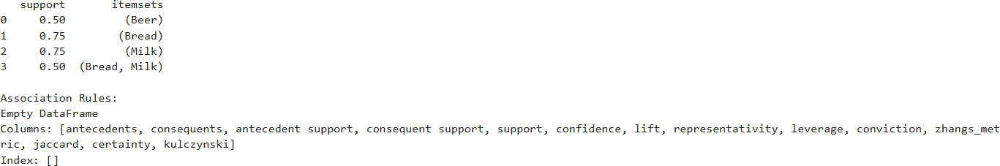 support itemsets
0 0.50 (Beer)
1 0.75 (Bread)
2 0.75 (Milk)
3 0.50 (Bread, Milk)
Association Rules:
Empty DataFrame
Columns: [antecedents, consequents, antecedent support, consequent support, support, confidence, lift, representativity, leverage, conviction, zhangs_met
ric, jaccard, certainty, kulczynski]
Index: []